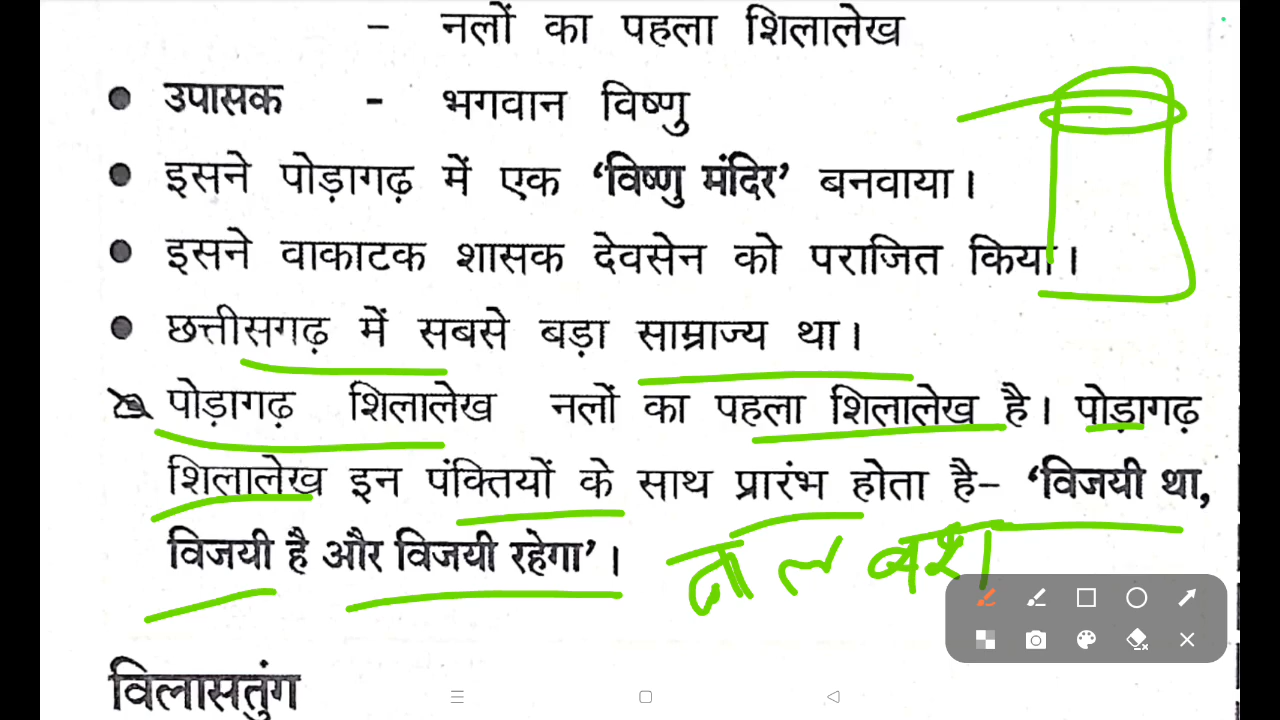 - नलों का पहला शिलालेख
● उपासक - भगवान विष्णु
● इसने पोड़ागढ़ में एक 'विष्णु मंदिर' बनवाया।
● इसने वाकाटक शासक देवसेन को पराजित किया।
● छत्तीसगढ़ में सबसे बड़ा साम्राज्य था।
पोड़ागढ़ शिलालेख नलों का पहला शिलालेख है। पोड़ागढ़
शिलालेख इन पंक्तियों के साथ प्रारंभ होता है- 'विजयी था,
विजयी है और विजयी रहेगा'।
विलासतुंग